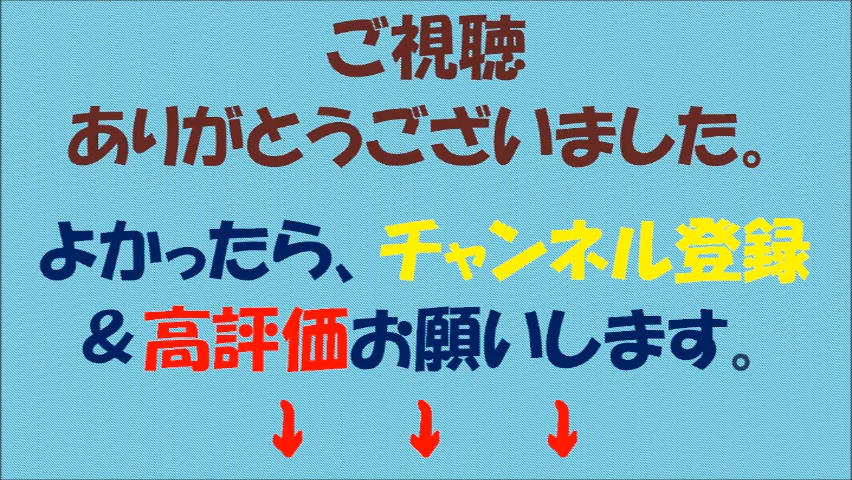 ご視聴
ありがとうございました。
よかったら、チャンネル登録
＆高評価お願いします。
↓ ↓ ↓